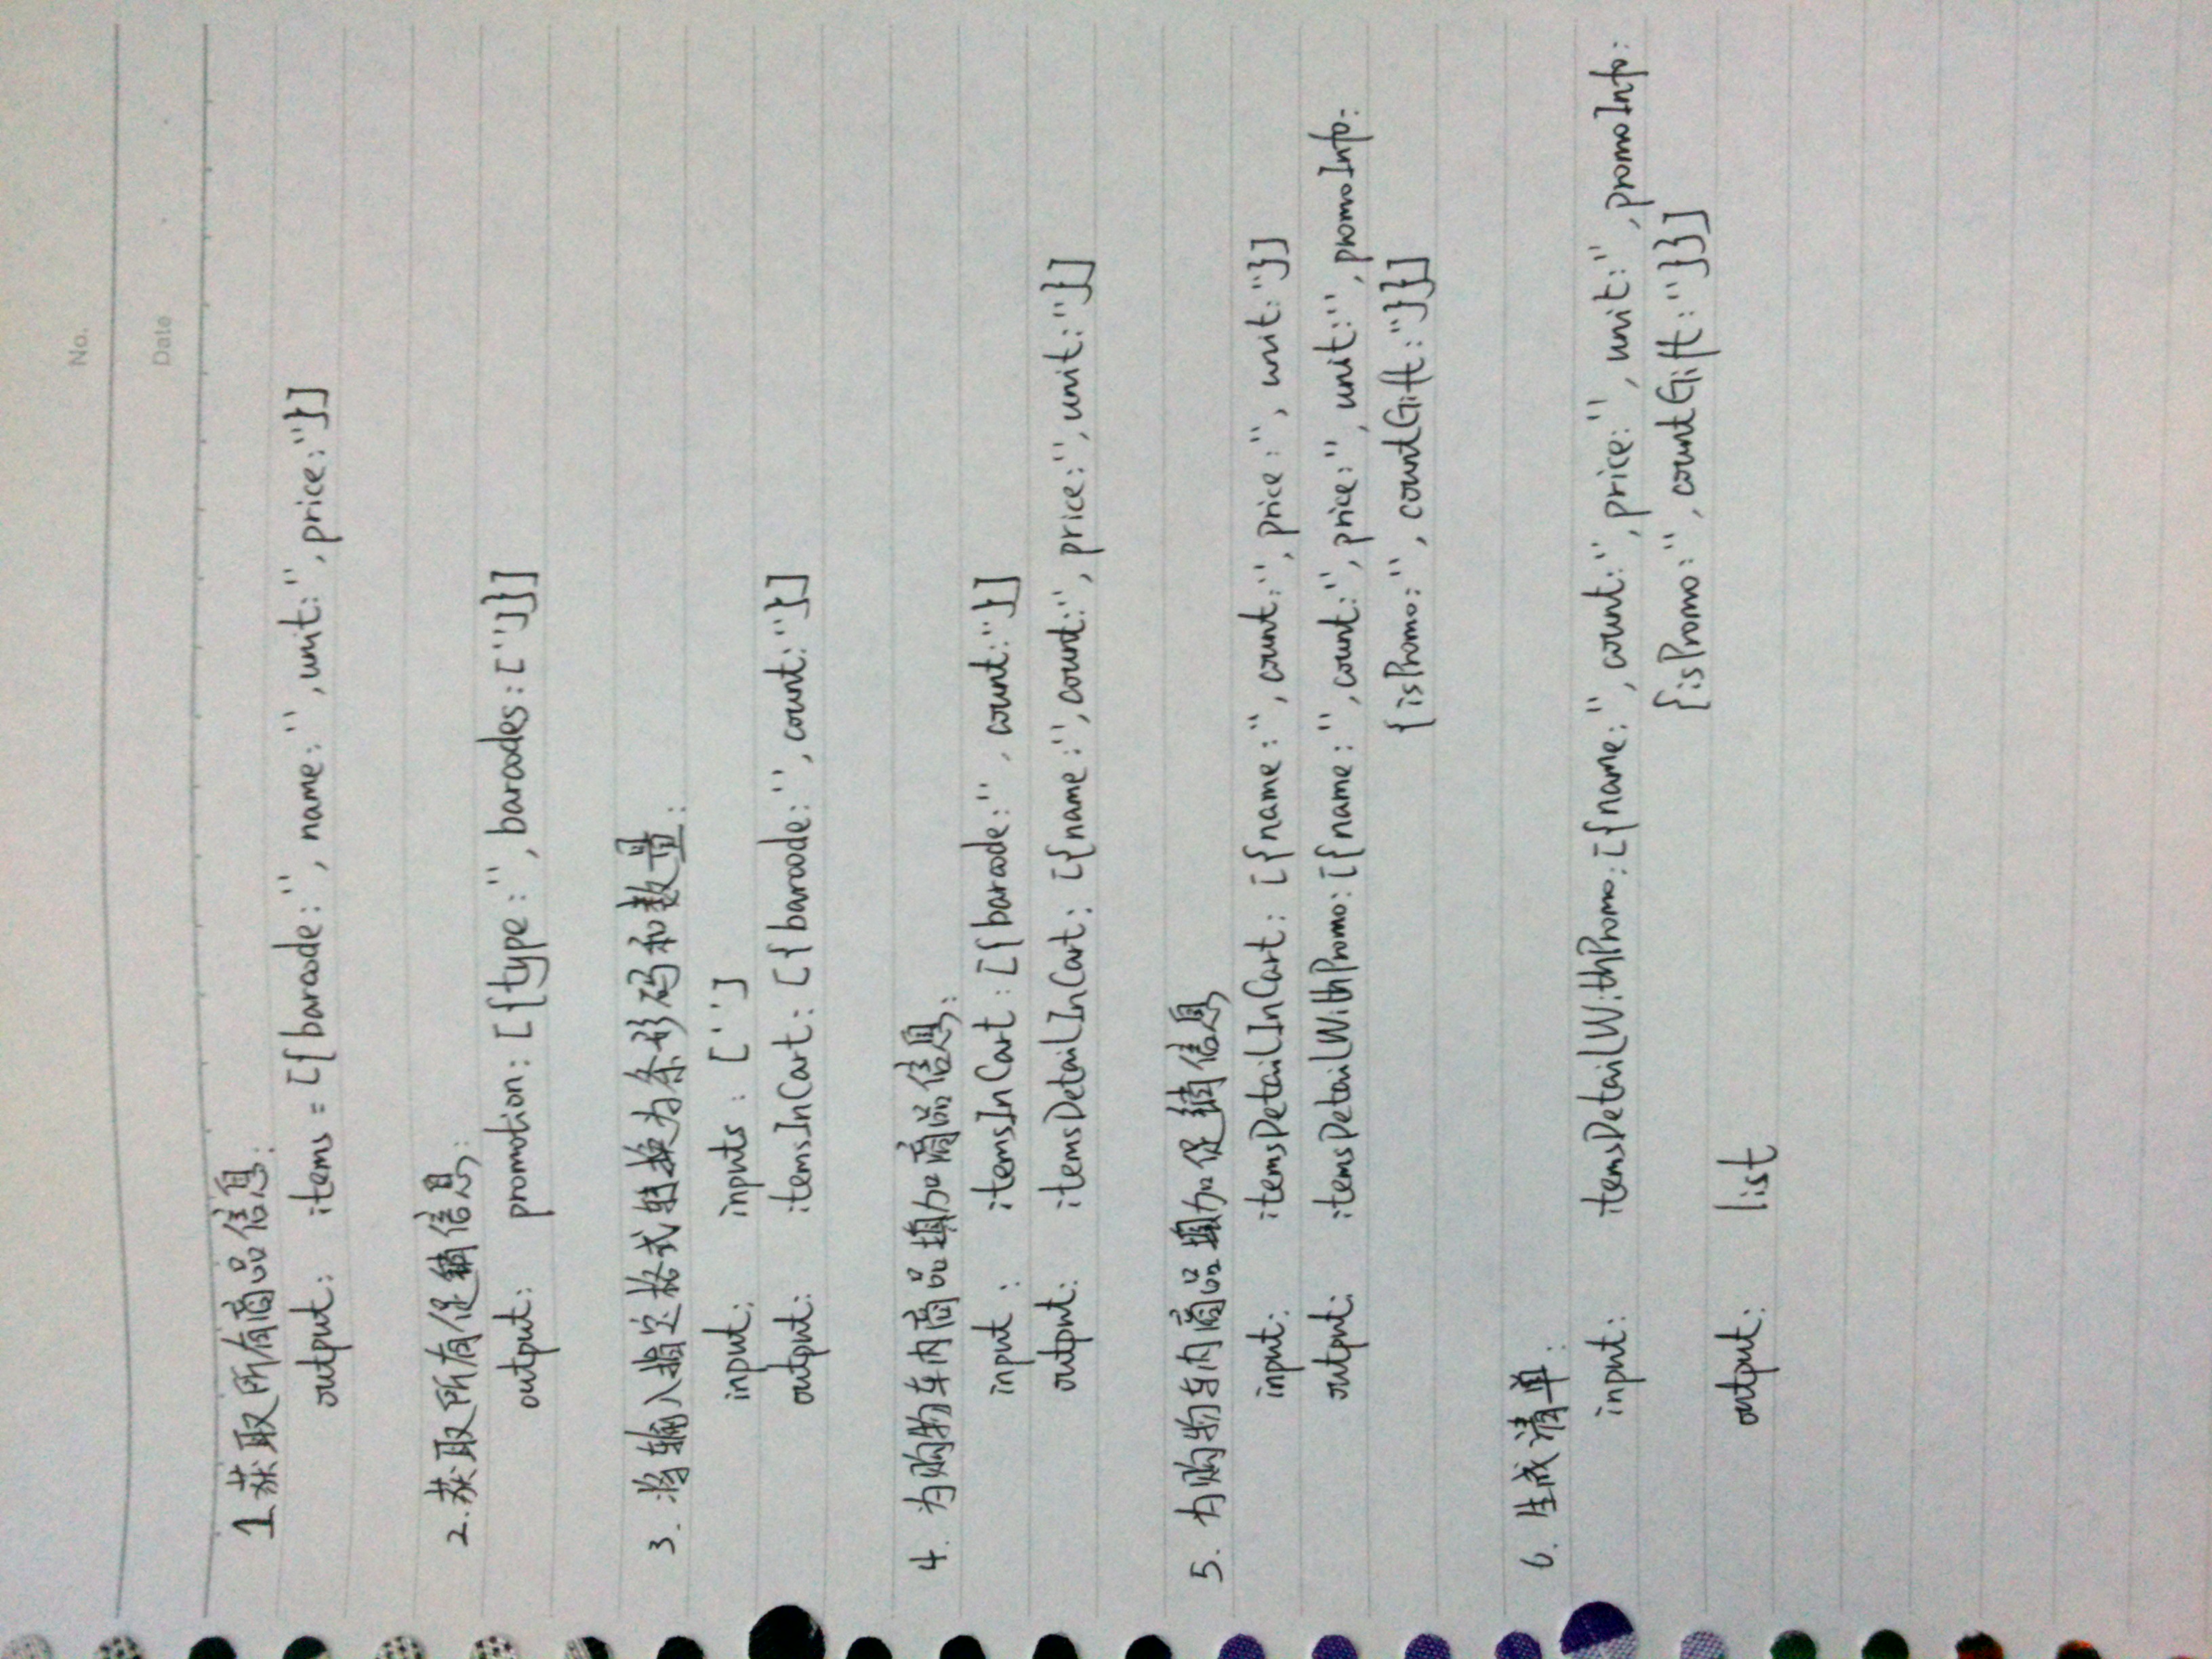 No.
Date
1获取所有商品信息:
output: items = [{barcode:'', name:'', unit:'', price:''}]
2.获取所有促销信息:
output: promotion: [{type:'', barcodes:['']}]
3. 将输入指定格式转换为条形码和数量:
input: inputs: ['']
output: itemsInCart: [{barcode:'', count:''}]
4. 为购物车内商品填加商品信息:
input: itemsInCart: [{barcode:'', count:''}]
output: itemsDetailInCart: [{name:'', count:'', price:'', unit:''}]
5. 为购物车内商品填加促销信息
input: itemsDetailInCart: [{name:'', count:'', price:'', unit:''}]
output: itemsDetailWithPromo: [{name:'', count:'', price:'', unit:'', promoInfo:
{isPromo:'', countGift:''}}]
6. 生成清单:
input: itemsDetailWithPromo: [{name:'', count:'', price:'', unit:'', promoInfo:
{isPromo:'', countGift:''}}]
output: list